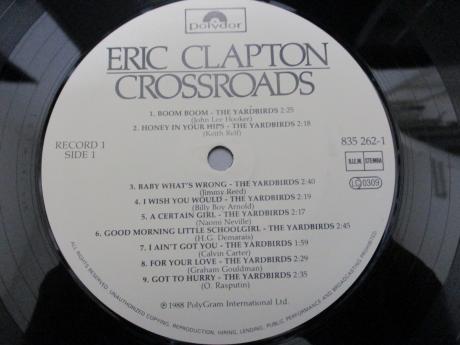 Polydor
ERIC CLAPTON
CROSSROADS
1. BOOM BOOM - THE YARDBIRDS 2:25
(John Lee Hooker)
2. HONEY IN YOUR HIPS - THE YARDBIRDS 2:18
(Keith Relf)
RECORD 1
SIDE 1
835 262-1
B.I.E.M. STEMRA
LC 0309
3. BABY WHAT'S WRONG - THE YARDBIRDS 2:40
(Jimmy Reed)
4. I WISH YOU WOULD - THE YARDBIRDS 2:19
(Billy Boy Arnold)
5. A CERTAIN GIRL - THE YARDBIRDS 2:17
(Naomi Neville)
6. GOOD MORNING LITTLE SCHOOLGIRL - THE YARDBIRDS 2:45
(H.G. Demarais)
7. I AIN'T GOT YOU - THE YARDBIRDS 1:59
(Calvin Carter)
8. FOR YOUR LOVE - THE YARDBIRDS 2:29
(Graham Gouldman)
9. GOT TO HURRY - THE YARDBIRDS 2:35
(O. Rasputin)
℗ 1988 PolyGram International Ltd.
ALL RIGHTS RESERVED. UNAUTHORIZED COPYING, REPRODUCTION, HIRING, LENDING, PUBLIC PERFORMANCE AND BROADCASTING PROHIBITED.